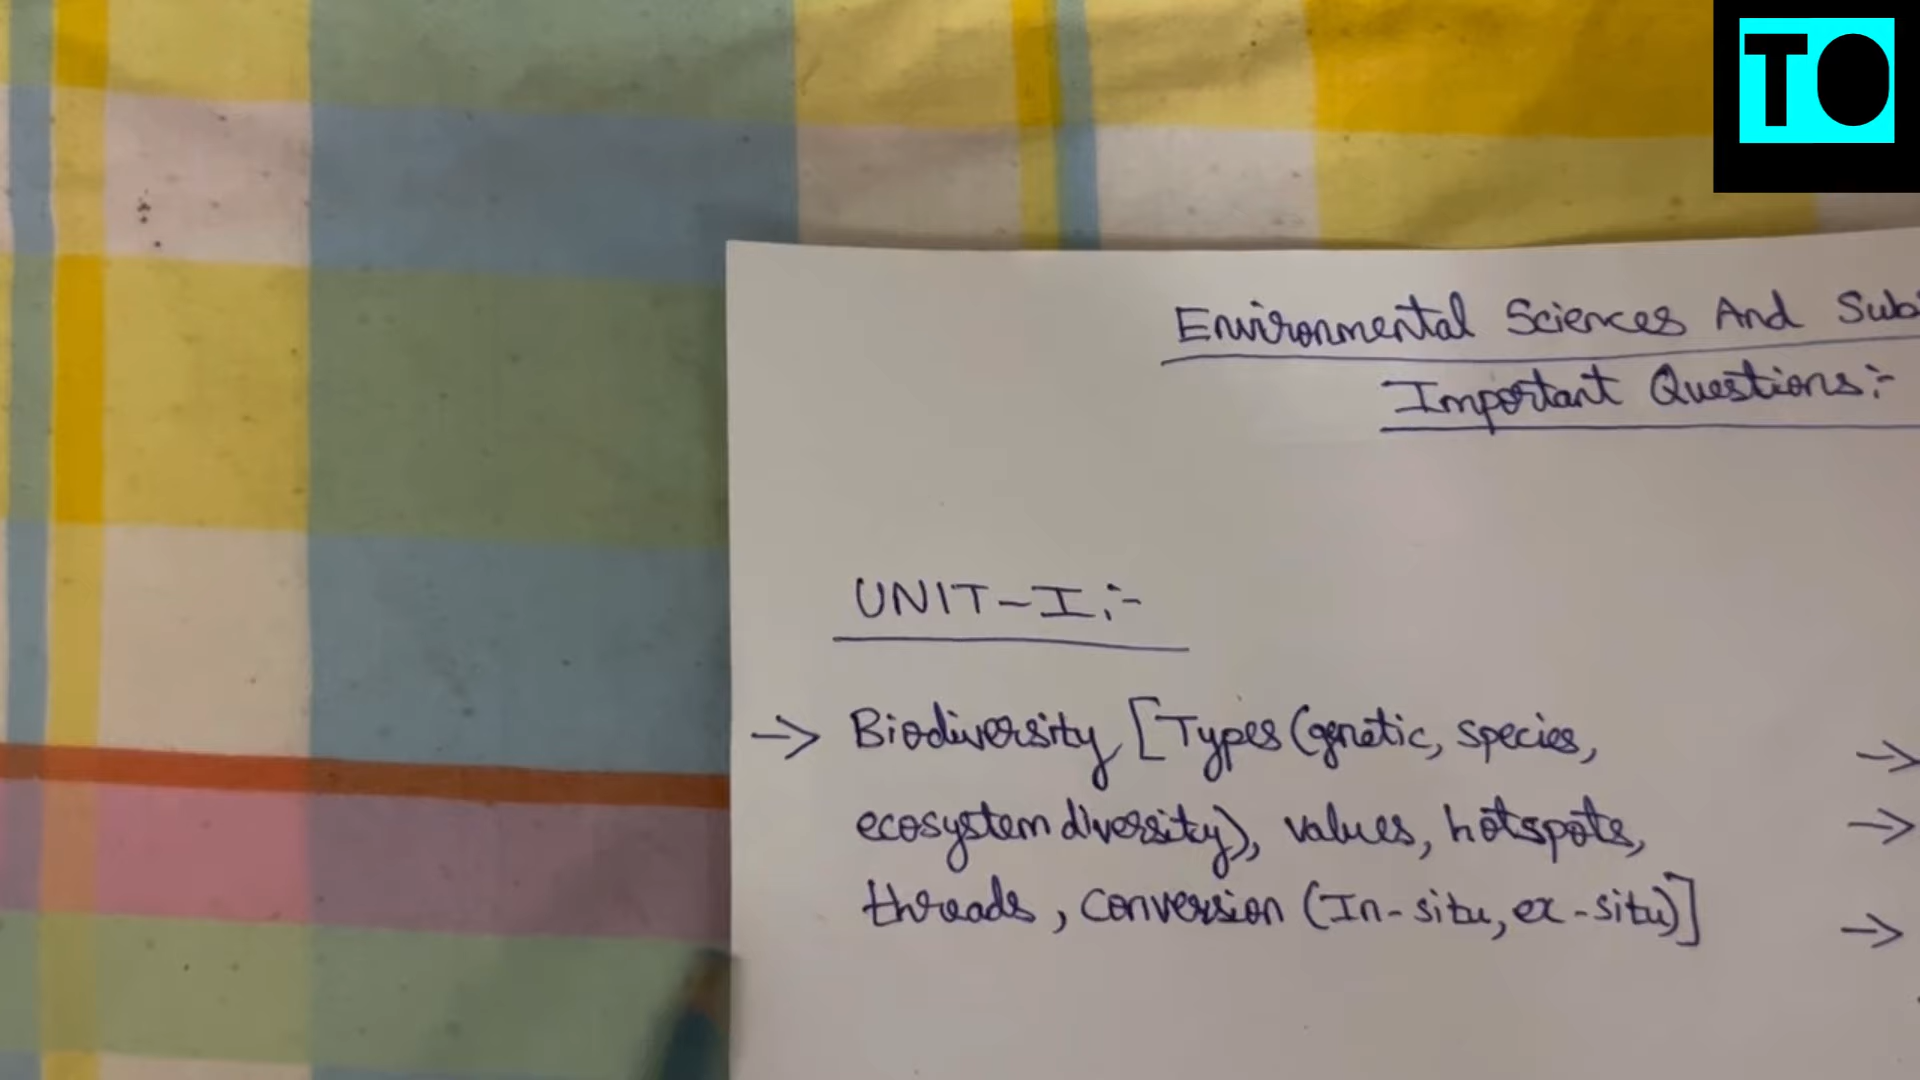 TO
Environmental Sciences And Sub
Important Questions:-
UNIT-I:-
→ Biodiversity [Types (genetic, species,
ecosystem diversity), values, hotspots,
threads, conversion (In-situ, ex-situ)]
→
→
→